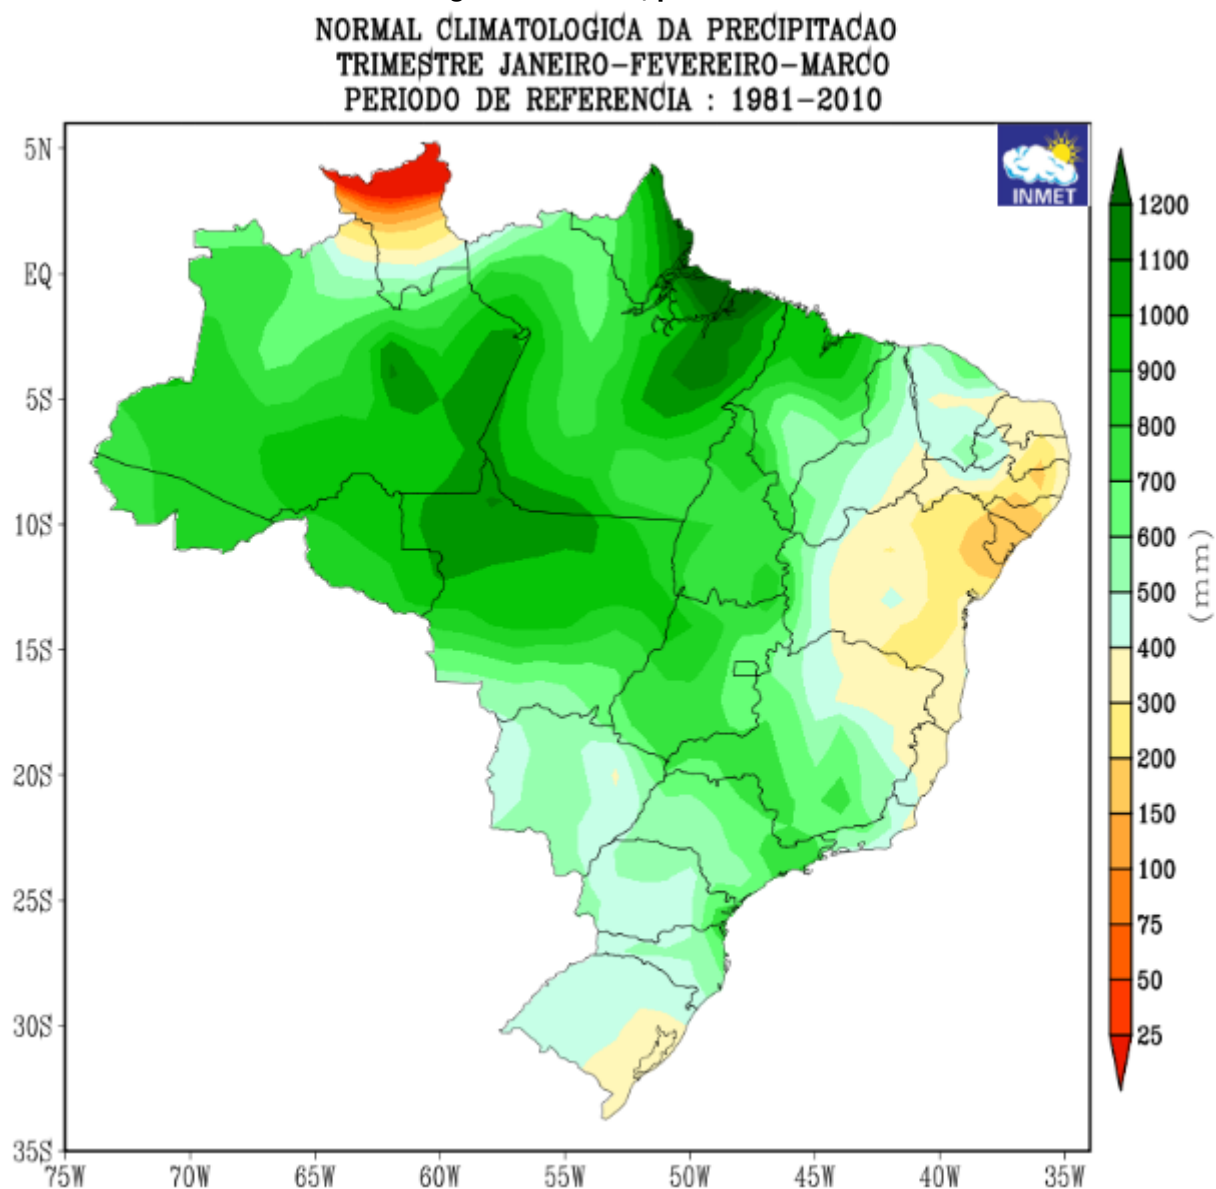 NORMAL CLIMATOLOGICA DA PRECIPITACAO
TRIMESTRE JANEIRO-FEVEREIRO-MARCO
PERIODO DE REFERENCIA : 1981-2010
INMET
5N
EQ
5S
10S
15S
20S
25S
30S
35S
75W 70W 65W 60W 55W 50W 45W 40W 35W
1200
1100
1000
900
800
700
600
500
400
300
200
150
100
75
50
25
(mm)